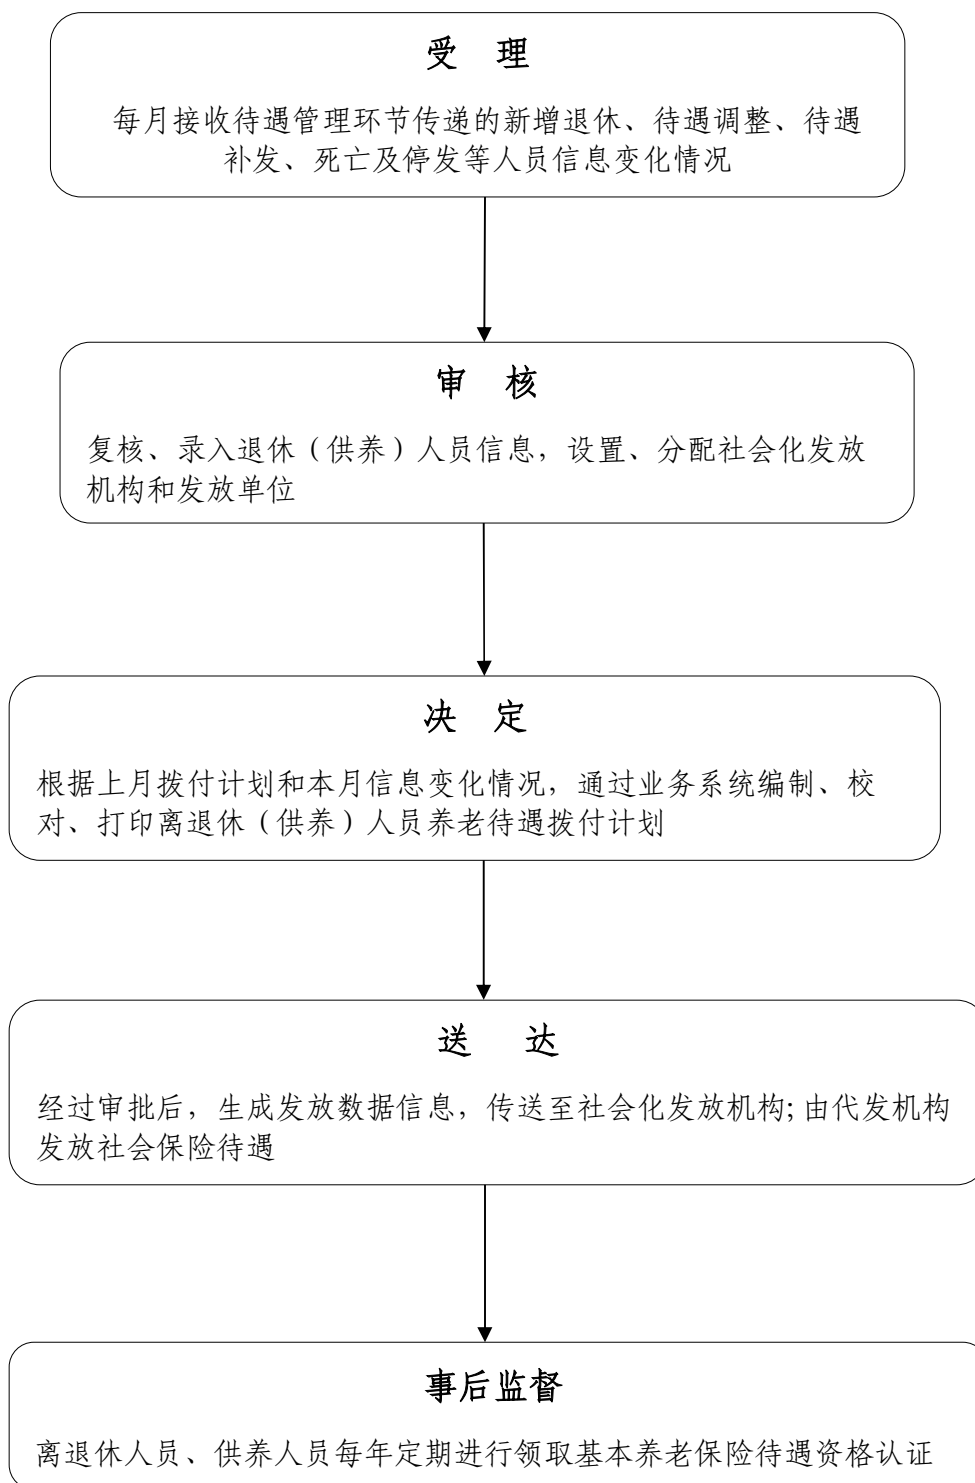 受 理
每月接收待遇管理环节传递的新增退休、待遇调整、待遇
补发、死亡及停发等人员信息变化情况
审 核
复核、录入退休（供养）人员信息，设置、分配社会化发放
机构和发放单位
决 定
根据上月拨付计划和本月信息变化情况，通过业务系统编制、校
对、打印离退休（供养）人员养老待遇拨付计划
送 达
经过审批后，生成发放数据信息，传送至社会化发放机构;由代发机构
发放社会保险待遇
事后监督
离退休人员、供养人员每年定期进行领取基本养老保险待遇资格认证